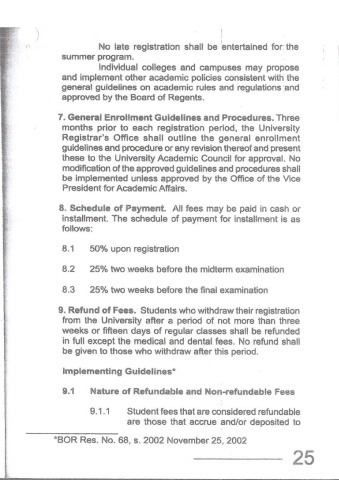 No late registration shall be entertained for the
summer program.
Individual colleges and campuses may propose
and implement other academic policies consistent with the
general guidelines on academic rules and regulations and
approved by the Board of Regents.
7. General Enrollment Guidelines and Procedures. Three
months prior to each registration period, the University
Registrar's Office shall outline the general enrollment
guidelines and procedure or any revision thereof and present
these to the University Academic Council for approval. No
modification of the approved guidelines and procedures shall
be implemented unless approved by the Office of the Vice
President for Academic Affairs.
8. Schedule of Payment. All fees may be paid in cash or
installment. The schedule of payment for installment is as
follows:
8.1 50% upon registration
8.2 25% two weeks before the midterm examination
8.3 25% two weeks before the final examination
9. Refund of Fees. Students who withdraw their registration
from the University after a period of not more than three
weeks or fifteen days of regular classes shall be refunded
in full except the medical and dental fees. No refund shall
be given to those who withdraw after this period.
Implementing Guidelines*
9.1 Nature of Refundable and Non-refundable Fees
9.1.1 Student fees that are considered refundable
are those that accrue and/or deposited to
*BOR Res. No. 68, s. 2002 November 25, 2002
25